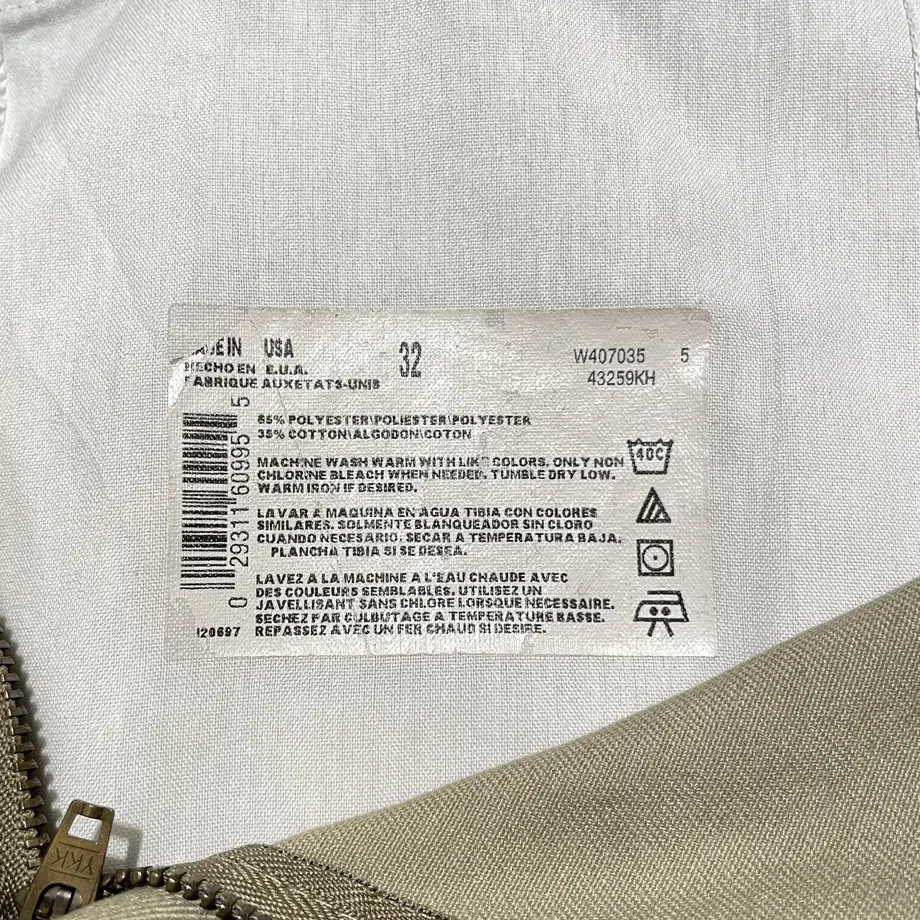 IN USA
32
W407035 5
HECHO EN E.U.A.
43259KH
FABRIQUE AUXETATS-UNIS
65% POLYESTER\POLIESTER\POLYESTER
35% COTTON\ALGODON\COTON
MACHINE WASH WARM WITH LIKE COLORS. ONLY NON
CHLORINE BLEACH WHEN NEEDED. TUMBLE DRY LOW.
WARM IRON IF DESIRED.
40C
LAVAR A MAQUINA EN AGUA TIBIA CON COLORES
SIMILARES. SOLMENTE BLANQUEADOR SIN CLORO
CUANDO NECESARIO. SECAR A TEMPERATURA BAJA.
PLANCHA TIBIA SI SE DESEA.
LAVEZ A LA MACHINE A L'EAU CHAUDE AVEC
DES COULEURS SEMBLABLES. UTILISEZ UN
JAVELLISANT SANS CHLORE LORSQUE NECESSAIRE.
SECHEZ PAR CULBUTAGE A TEMPERATURE BASSE.
REPASSEZ AVEC UN FER CHAUD SI DESIRE.
0 29311 60995 5
120697
YKK